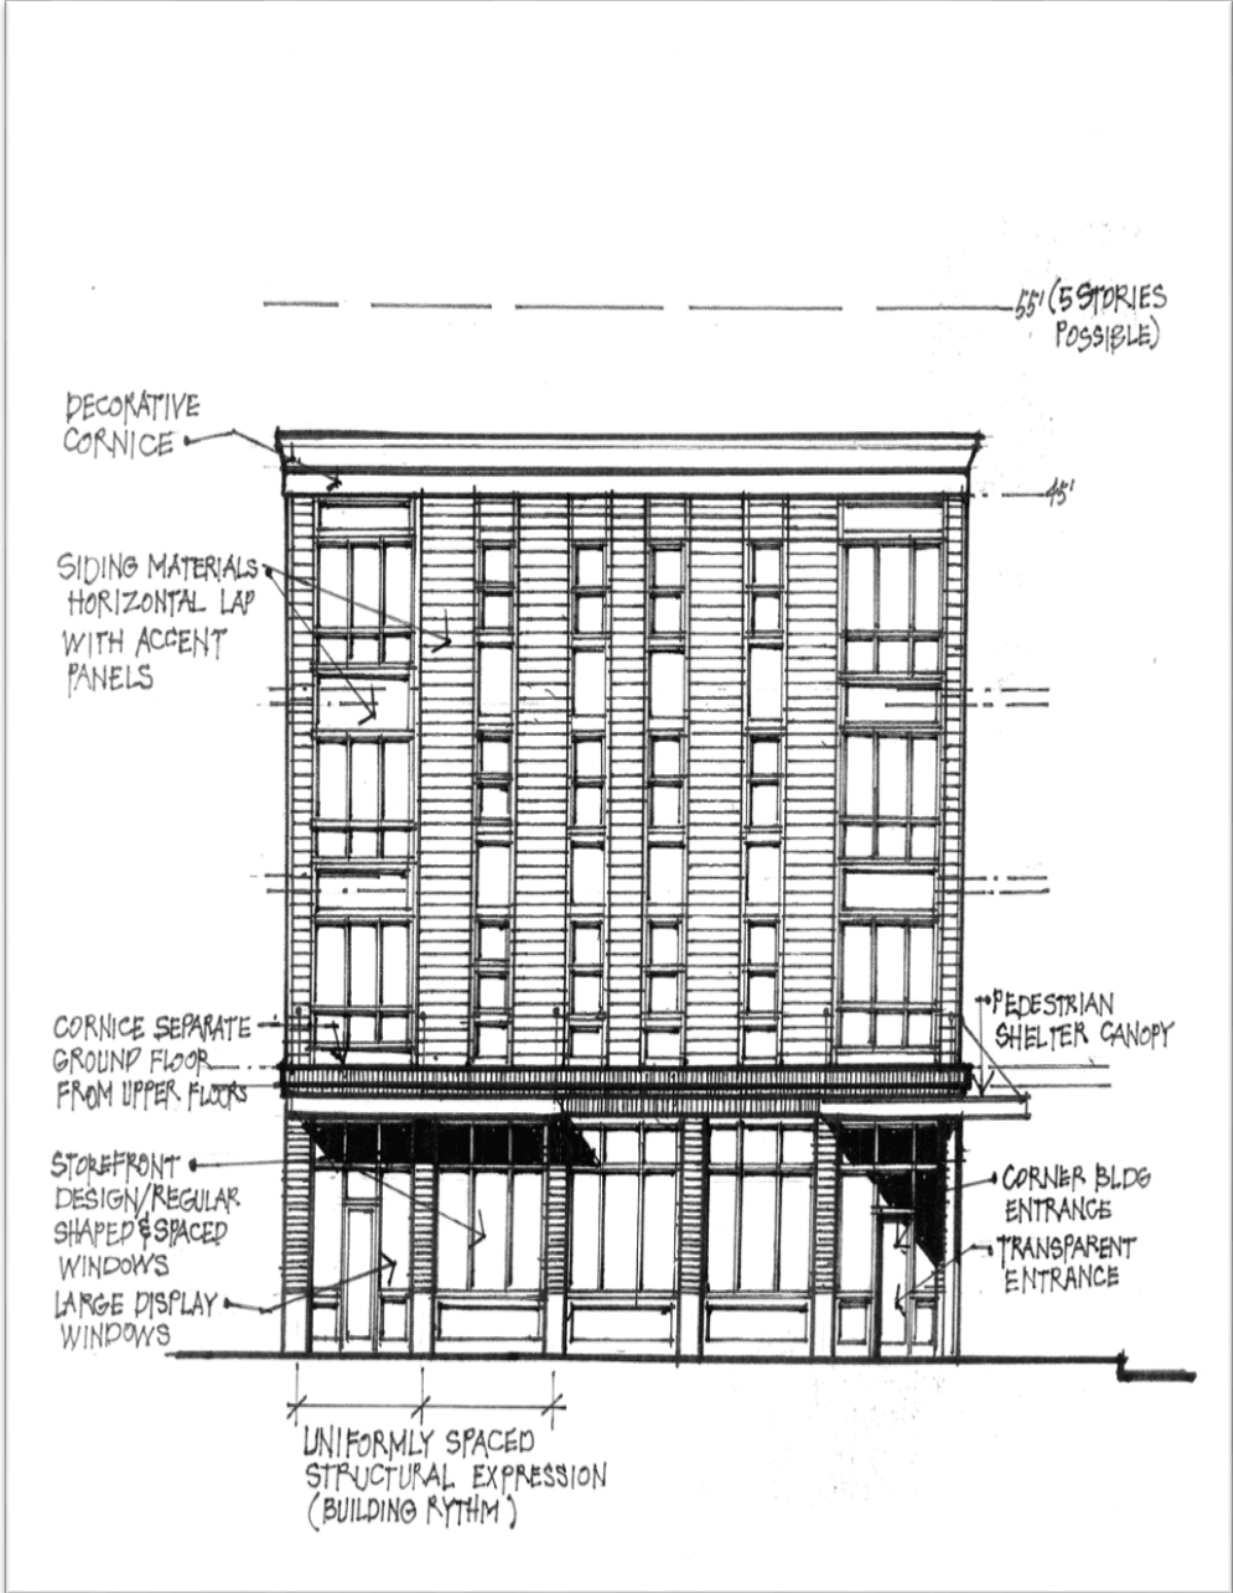 55' (5 STORIES
POSSIBLE)
DECORATIVE
CORNICE
45'
SIDING MATERIALS
HORIZONTAL LAP
WITH ACCENT
PANELS
PEDESTRIAN
SHELTER CANOPY
CORNICE SEPARATE
GROUND FLOOR
FROM UPPER FLOORS
STOREFRONT
DESIGN/REGULAR
SHAPED & SPACED
WINDOWS
LARGE DISPLAY
WINDOWS
CORNER BLDG
ENTRANCE
TRANSPARENT
ENTRANCE
UNIFORMLY SPACED
STRUCTURAL EXPRESSION
(BUILDING RYTHM)